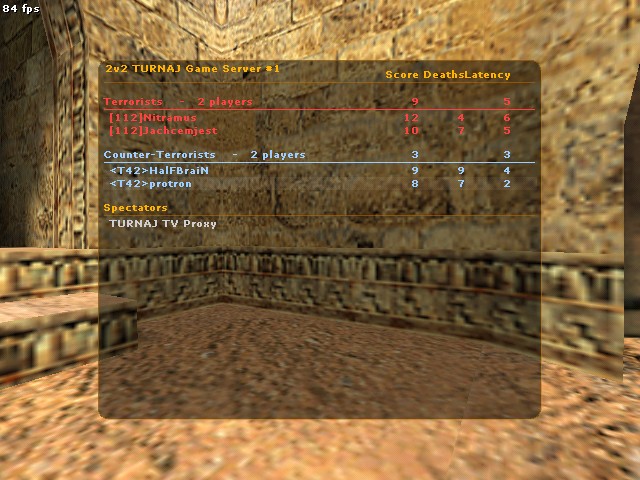 84 fps
2v2 TURNAJ Game Server #1
Score Deaths Latency
Terrorists - 2 players 9 5
[112]Nitramus 12 4 6
[112]Jachcemjest 10 7 5
Counter-Terrorists - 2 players 3 3
<T42>HalFBraiN 9 9 4
<T42>protron 8 7 2
Spectators
TURNAJ TV Proxy